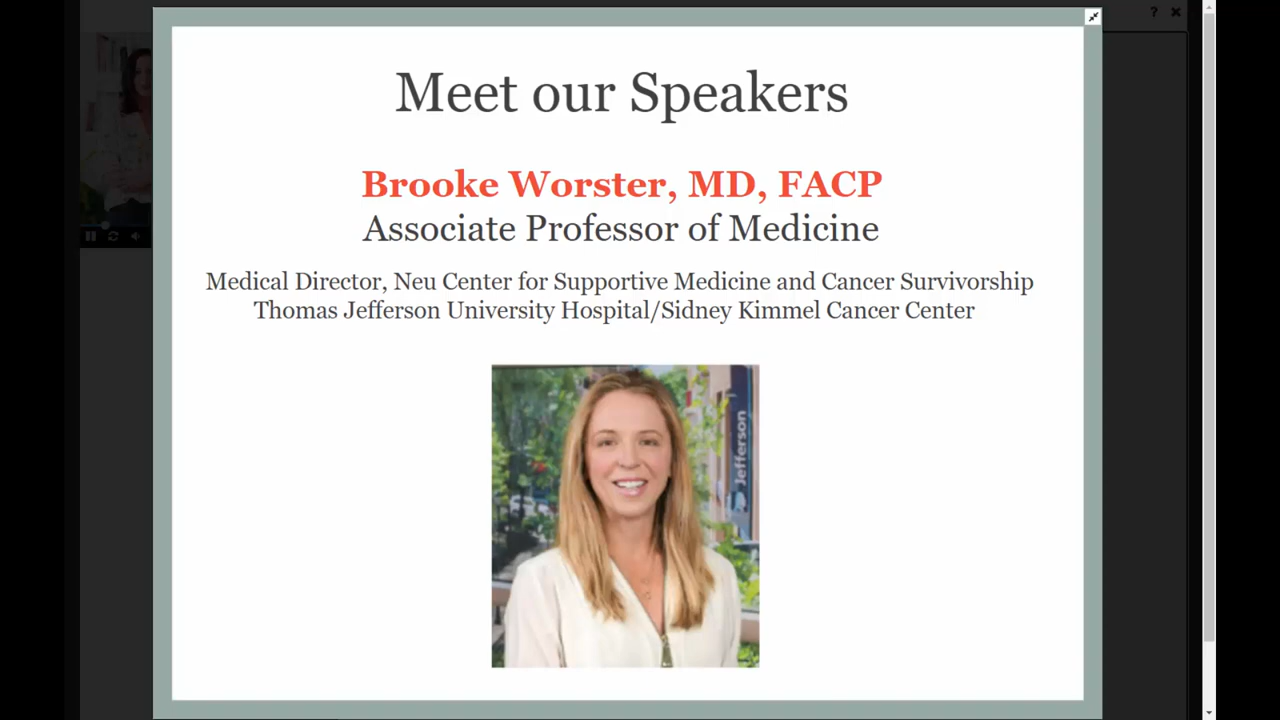 ?
Meet our Speakers
Brooke Worster, MD, FACP
Associate Professor of Medicine
Medical Director, Neu Center for Supportive Medicine and Cancer Survivorship
Thomas Jefferson University Hospital/Sidney Kimmel Cancer Center
Jefferson